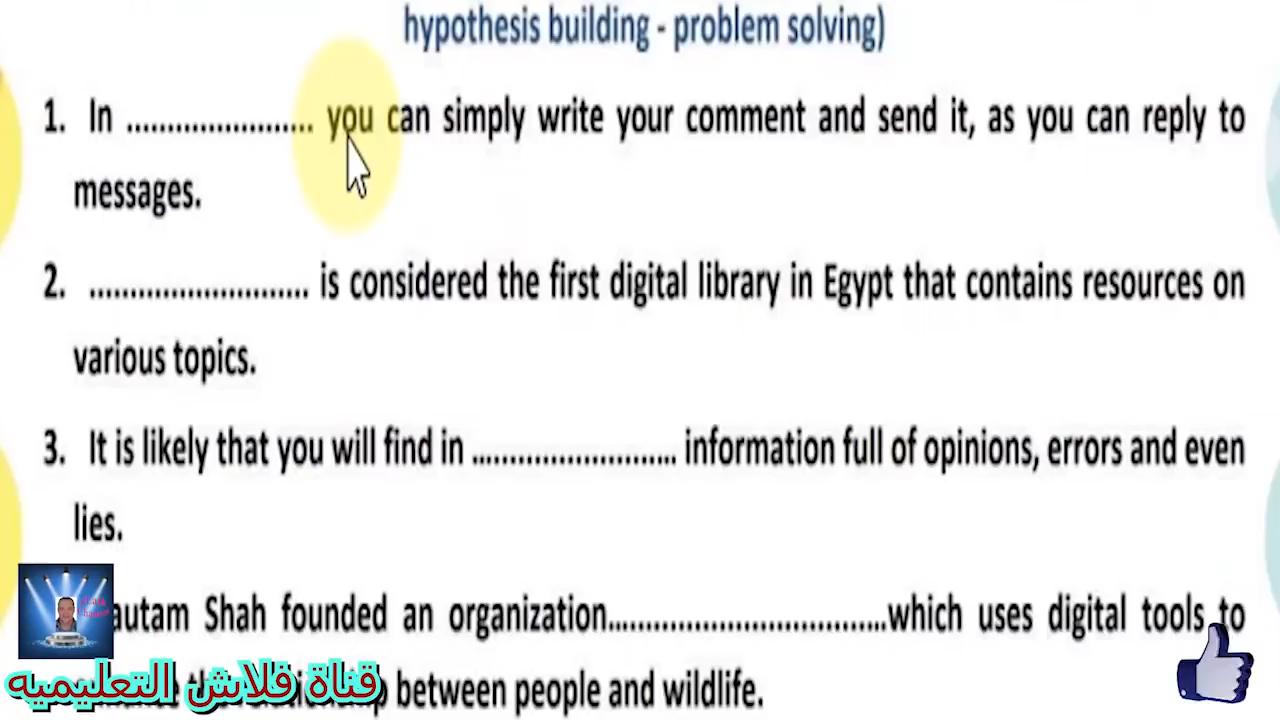 hypothesis building - problem solving)
1. In ....................... you can simply write your comment and send it, as you can reply to
messages.
2. ........................... is considered the first digital library in Egypt that contains resources on
various topics.
3. It is likely that you will find in ......................... information full of opinions, errors and even
lies.
Shah founded an organization..................................which uses digital tools to
between people and wildlife.
قناة فلاش التعليميه